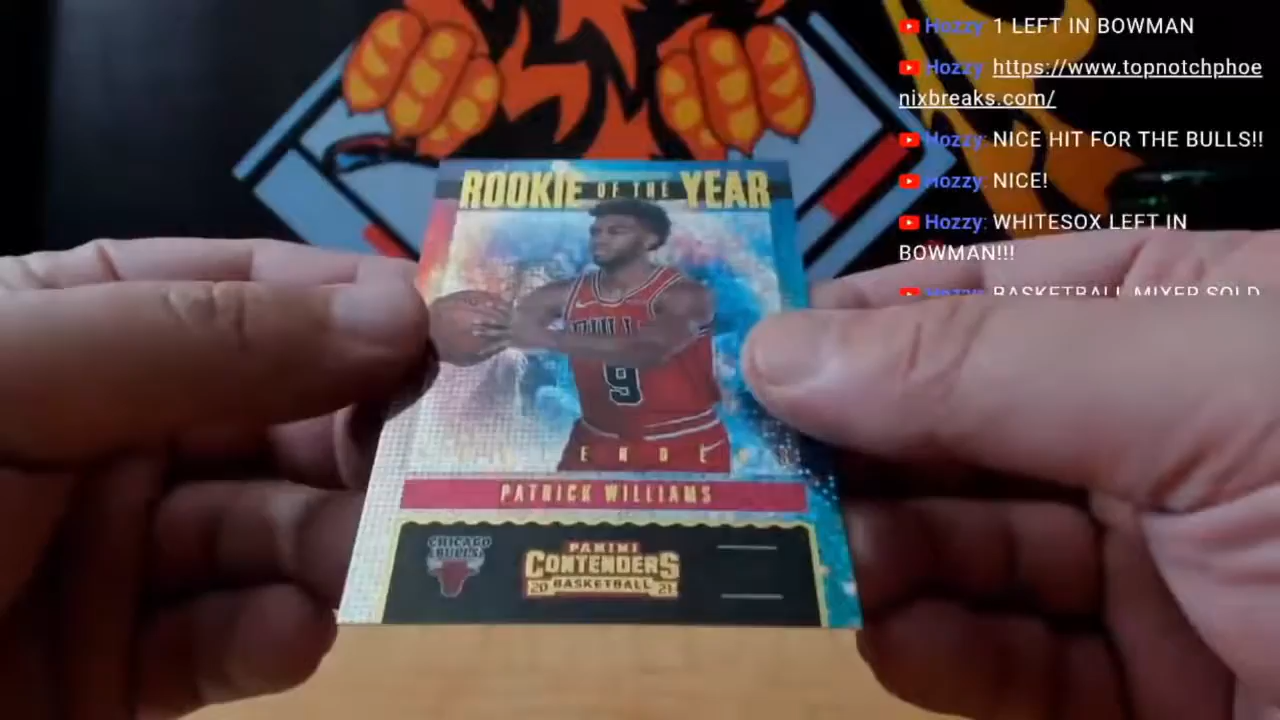 Hozzy: 1 LEFT IN BOWMAN
Hozzy: https://www.topnotchphoe
nixbreaks.com/
Hozzy: NICE HIT FOR THE BULLS!!
Hozzy: NICE!
Hozzy: WHITESOX LEFT IN
BOWMAN!!!
Hozzy: BASKETBALL MIXER SOLD
ROOKIE OF THE YEAR
9
PATRICK WILLIAMS
CHICAGO
BULLS
PANINI
CONTENDERS
20 BASKETBALL 21